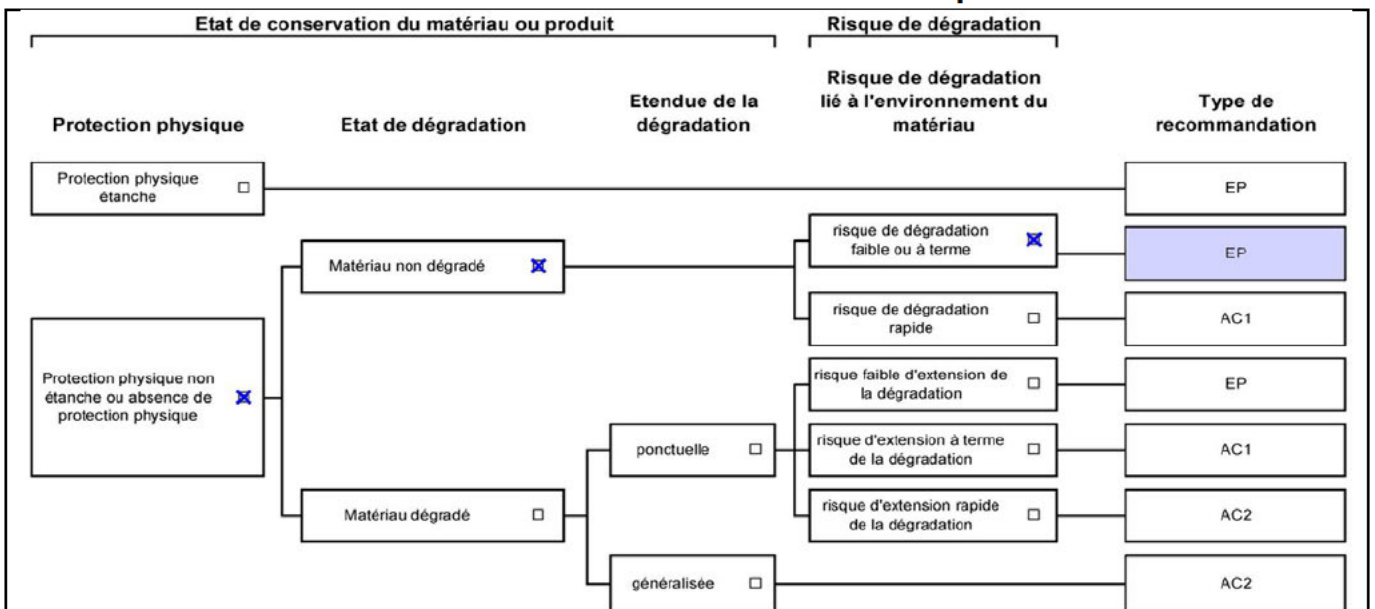 Etat de conservation du matériau ou produit
Risque de dégradation
Protection physique
Etat de dégradation
Etendue de la
dégradation
Risque de dégradation
lié à l'environnement du
matériau
Type de
recommandation
Protection physique
étanche
EP
risque de dégradation
faible ou à terme
EP
Matériau non dégradé
risque de dégradation
rapide
AC1
Protection physique non
étanche ou absence de
protection physique
risque faible d'extension de
la dégradation
EP
ponctuelle
risque d'extension à terme
de la dégradation
AC1
Matériau dégradé
risque d'extension rapide
de la dégradation
AC2
généralisée
AC2